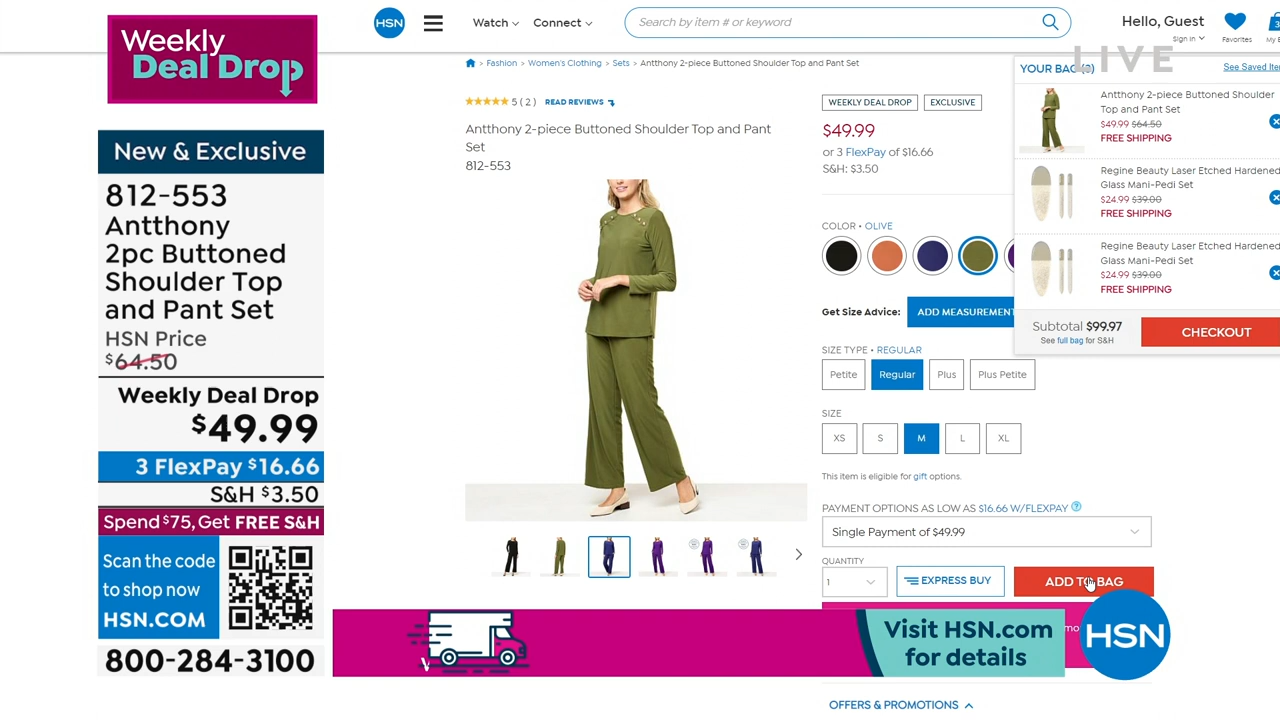 Weekly
Deal Drop
New & Exclusive
812-553
Antthony
2pc Buttoned
Shoulder Top
and Pant Set
HSN Price
$64.50
Weekly Deal Drop
$49.99
3 FlexPay $16.66
S&H $3.50
Spend $75, Get FREE S&H
Scan the code
to shop now
HSN.COM
800-284-3100
HSN
Watch
Connect
Search by item # or keyword
Hello, Guest
Sign In
Favorites
3
LIVE
> Fashion > Women's Clothing > Sets > Antthony 2-piece Buttoned Shoulder Top and Pant Set
5 ( 2 ) READ REVIEWS
Antthony 2-piece Buttoned Shoulder Top and Pant
Set
812-553
WEEKLY DEAL DROP
EXCLUSIVE
$49.99
or 3 FlexPay of $16.66
S&H: $3.50
COLOR • OLIVE
Get Size Advice:
ADD MEASUREMENT
SIZE TYPE • REGULAR
Petite
Regular
Plus
Plus Petite
SIZE
XS
S
M
L
XL
This item is eligible for gift options.
PAYMENT OPTIONS AS LOW AS $16.66 W/FLEXPAY
Single Payment of $49.99
QUANTITY
1
EXPRESS BUY
ADD TO BAG
YOUR BAG
See Saved
Antthony 2-piece Buttoned Shoulder
Top and Pant Set
$49.99 $64.50
FREE SHIPPING
Regine Beauty Laser Etched Hardened
Glass Mani-Pedi Set
$24.99 $39.00
FREE SHIPPING
Regine Beauty Laser Etched Hardened
Glass Mani-Pedi Set
$24.99 $39.00
FREE SHIPPING
Subtotal $99.97
See full bag for S&H
CHECKOUT
Visit HSN.com
for details
HSN
OFFERS & PROMOTIONS